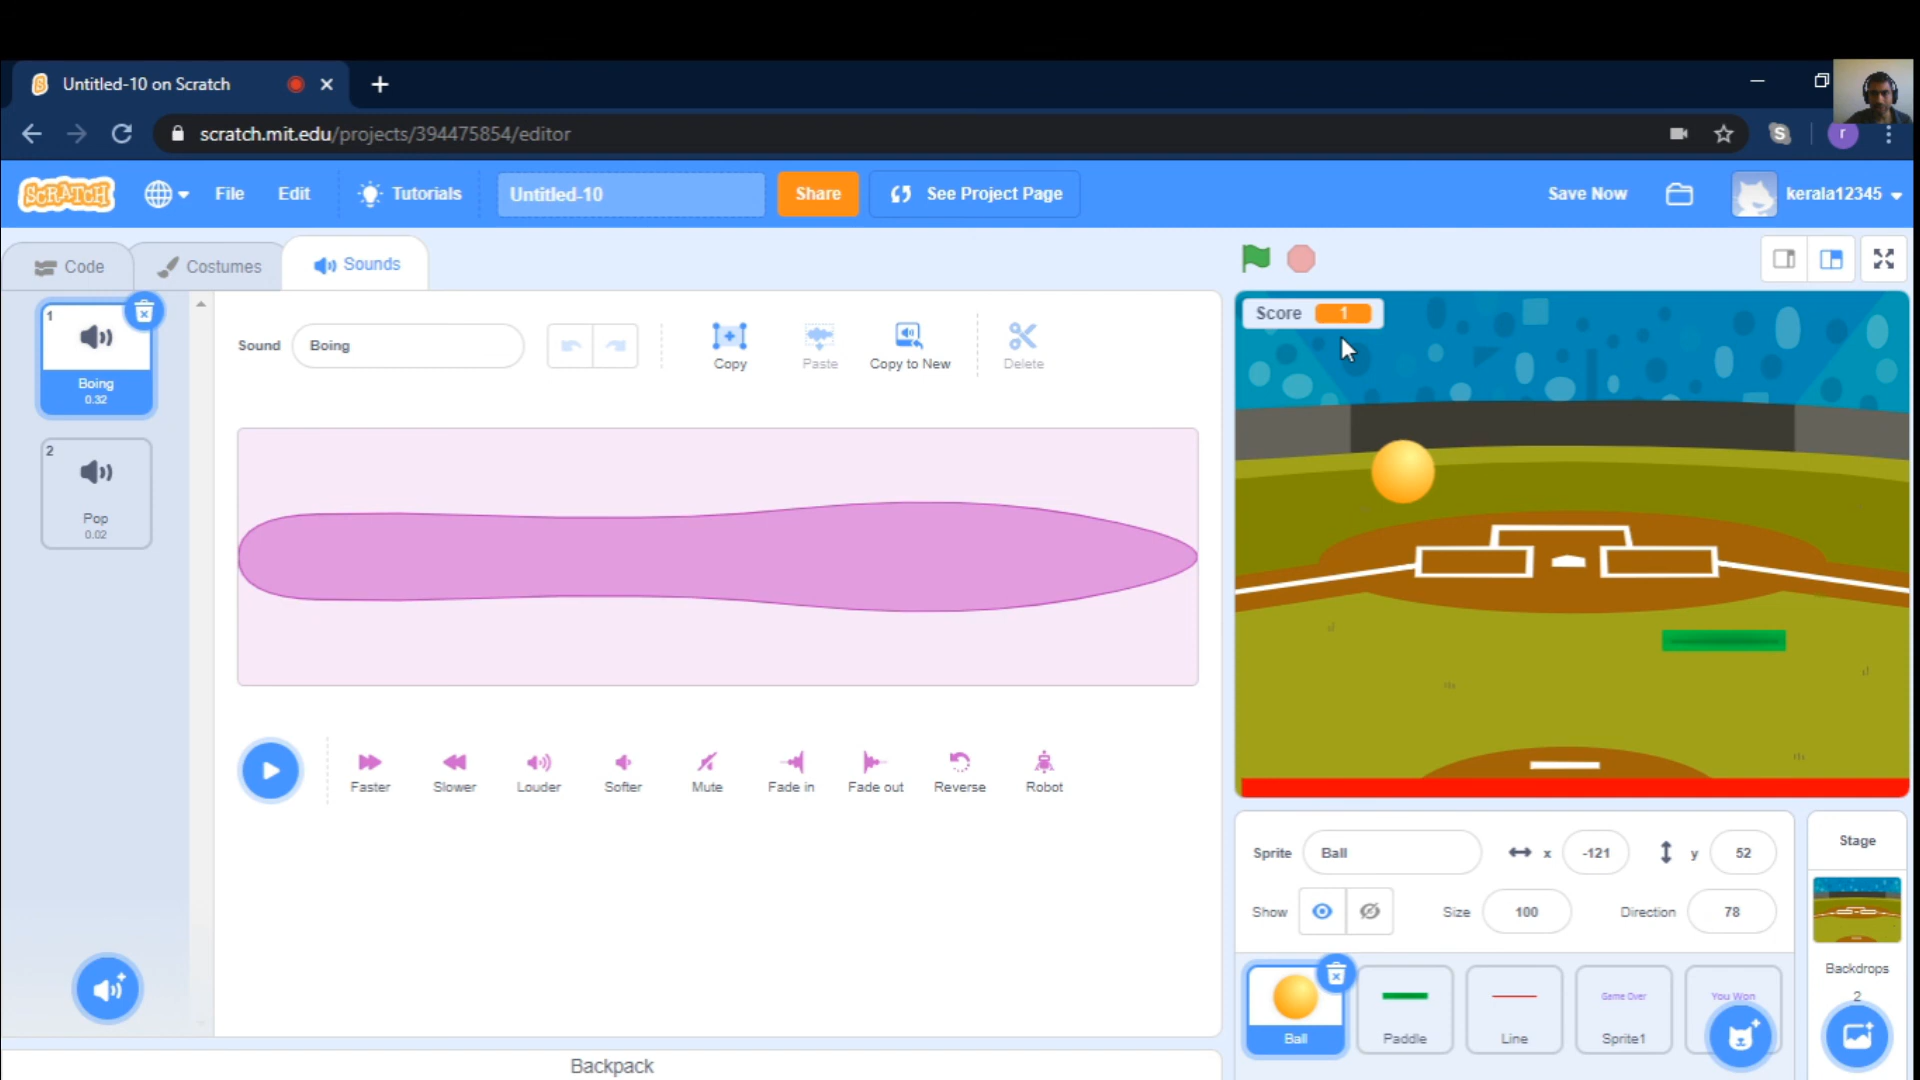 Untitled-10 on Scratch
scratch.mit.edu/projects/394475854/editor
S
r
SCRATCH
File
Edit
Tutorials
Untitled-10
Share
See Project Page
Save Now
kerala12345
Code
Costumes
Sounds
1
Boing
0.32
2
Pop
0.02
Sound
Boing
Copy
Paste
Copy to New
Delete
Faster
Slower
Louder
Softer
Mute
Fade in
Fade out
Reverse
Robot
Backpack
Score 1
Sprite
Ball
x
-121
y
52
Show
Size
100
Direction
78
Ball
Paddle
Line
Game Over
Sprite1
You Won
Stage
Backdrops
2